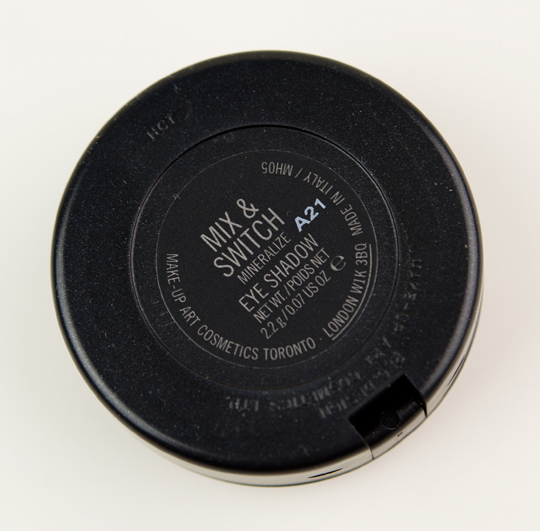 MIX &
SWITCH
MINERALIZE
EYE SHADOW
NET WT./POIDS NET
2.2 g / 0.07 US OZ e
A21
MAKE-UP ART COSMETICS TORONTO · LONDON W1K 3BQ MADE IN ITALY / MH05